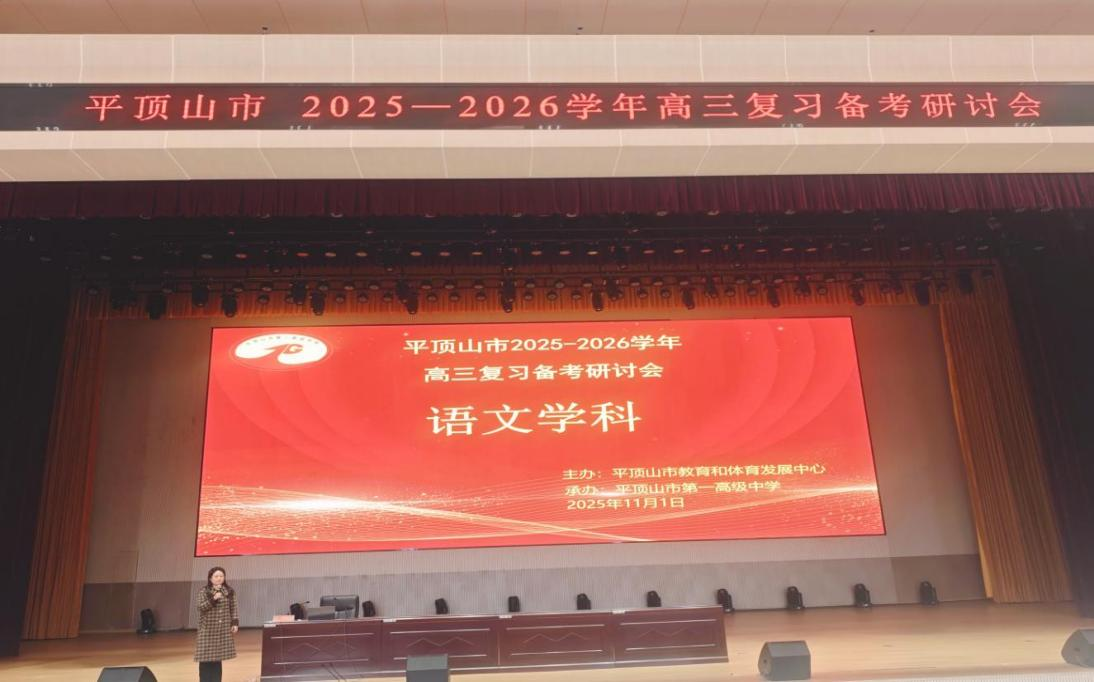 平顶山市 2025—2026学年高三复习备考研讨会
平顶山市2025-2026学年
高三复习备考研讨会
语文学科
主办：平顶山市教育和体育发展中心
承办：平顶山市第一高级中学
2025年11月1日